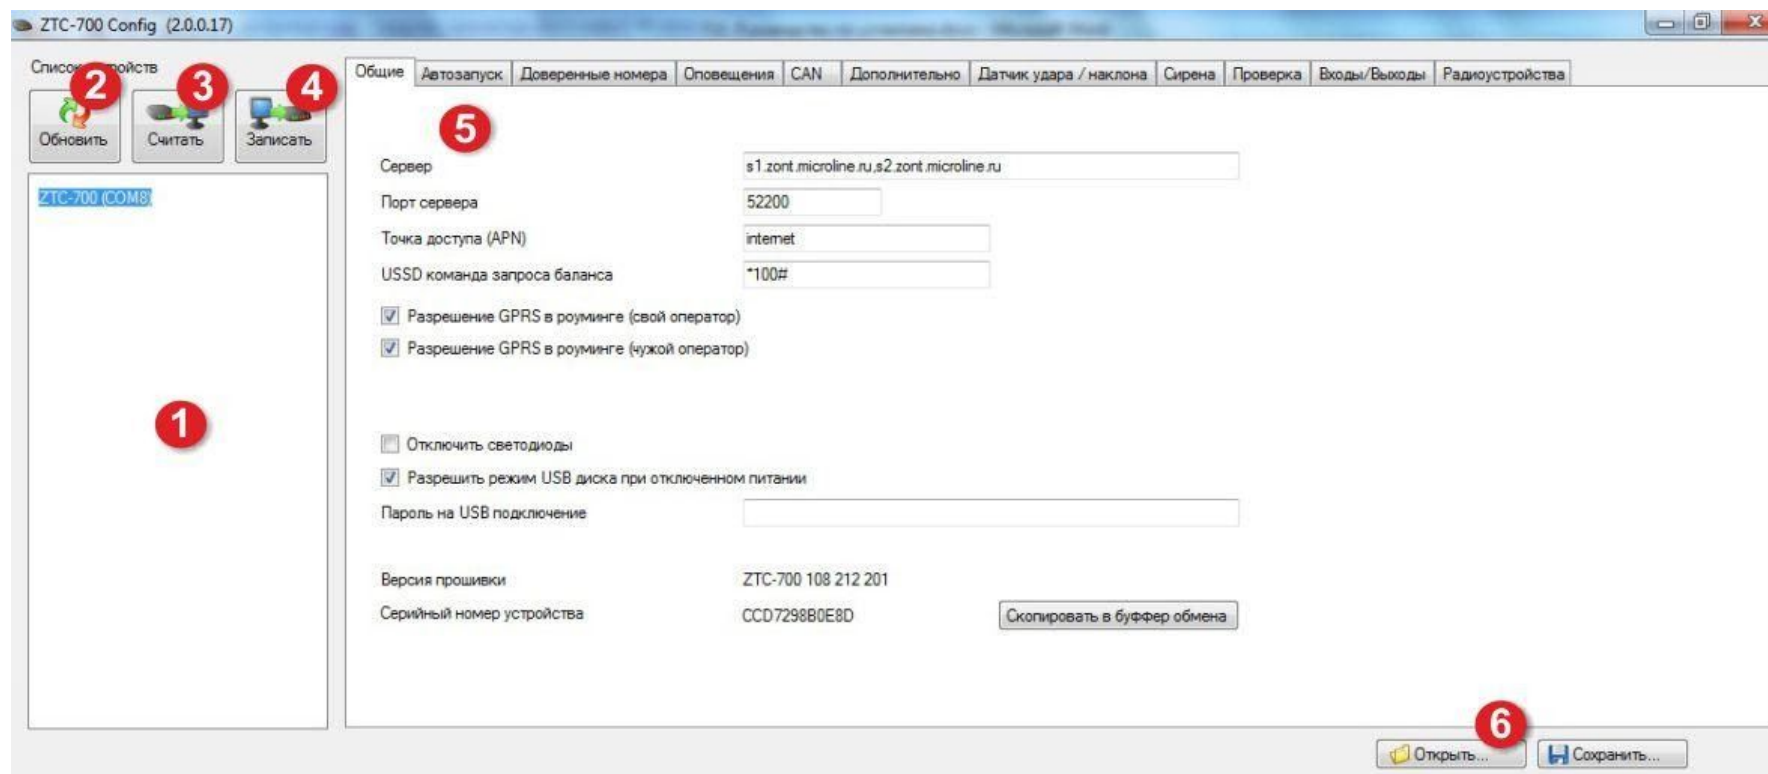 ZTC-700 Config (2.0.0.17)
Список
Общие Автозапуск Доверенные номера Оповещения CAN Дополнительно Датчик удара / наклона Сирена Проверка Входы/Выходы Радиоустройства
2 3 4
Обновить Считать Записать
5
Сервер s1.zont.microline.ru,s2.zont.microline.ru
ZTC-700 (COM8)
Порт сервера 52200
Точка доступа (APN) internet
USSD команда запроса баланса *100#
Разрешение GPRS в роуминге (свой оператор)
Разрешение GPRS в роуминге (чужой оператор)
1
Отключить светодиоды
Разрешить режим USB диска при отключенном питании
Пароль на USB подключение
Версия прошивки ZTC-700 108 212 201
Серийный номер устройства CCD7298B0E8D Скопировать в буффер обмена
6
Открыть... Сохранить...